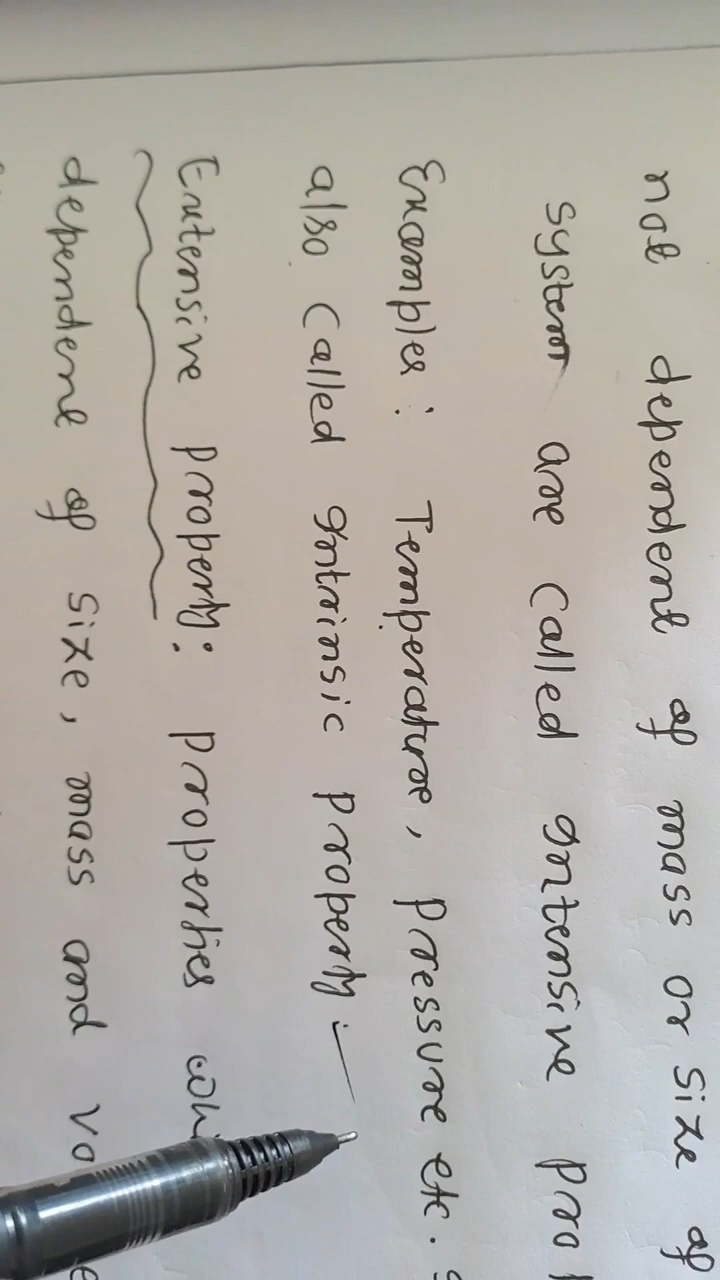 not dependent of mass or size of
system are called Intensive pro
Examples: Temperature, pressure etc.
also called Intrinsic property:
Extensive property: properties whi
dependent of size, mass and vo